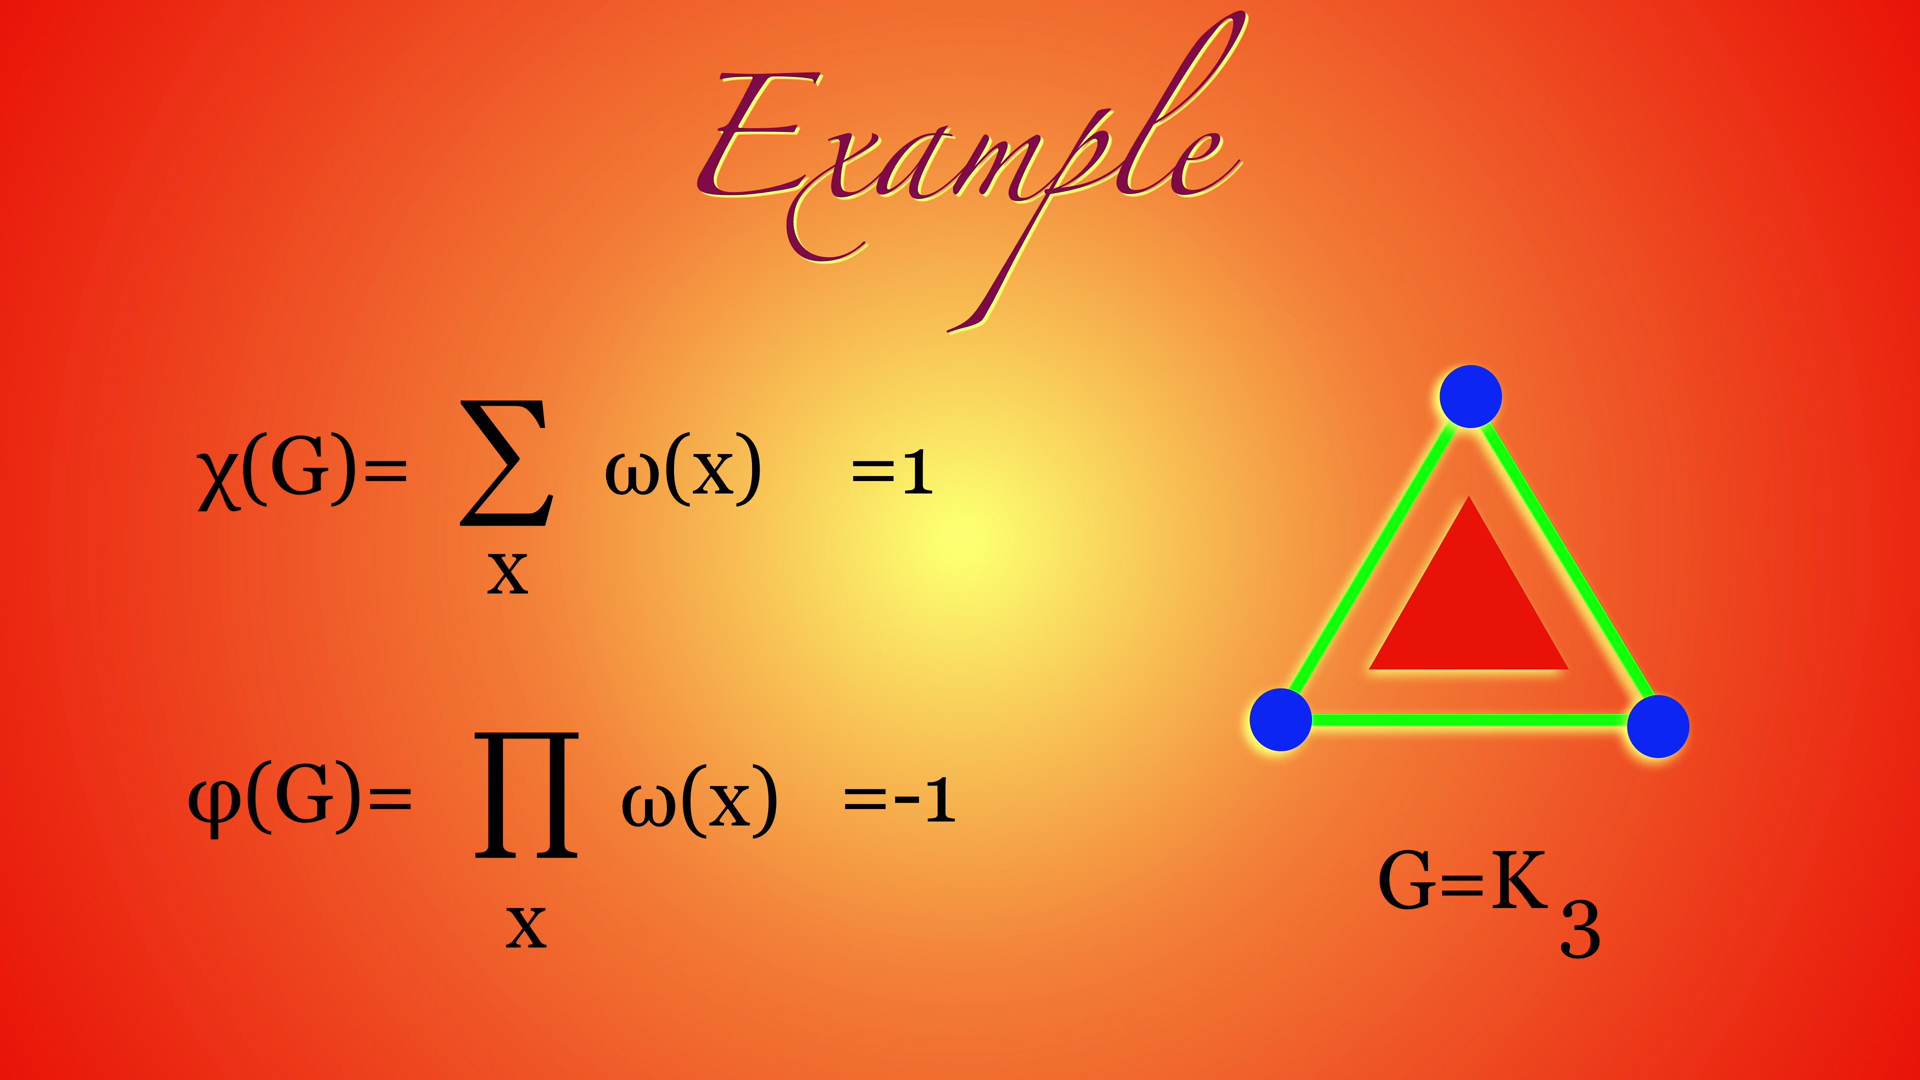 Example
χ(G)= ∑ ω(x) =1
x
φ(G)= ∏ ω(x) =-1
x
G=K₃